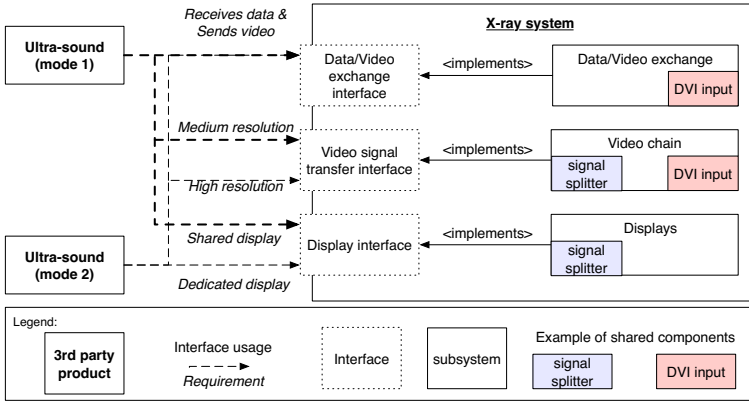 Receives data &
Sends video
X-ray system
Ultra-sound
(mode 1)
Data/Video
exchange
interface
<implements>
Data/Video exchange
DVI input
Medium resolution
Video signal
transfer interface
<implements>
Video chain
signal
splitter
DVI input
High resolution
Shared display
Display interface
<implements>
Displays
signal
splitter
Ultra-sound
(mode 2)
Dedicated display
Legend:
3rd party
product
Interface usage
Requirement
Interface
subsystem
Example of shared components
signal
splitter
DVI input